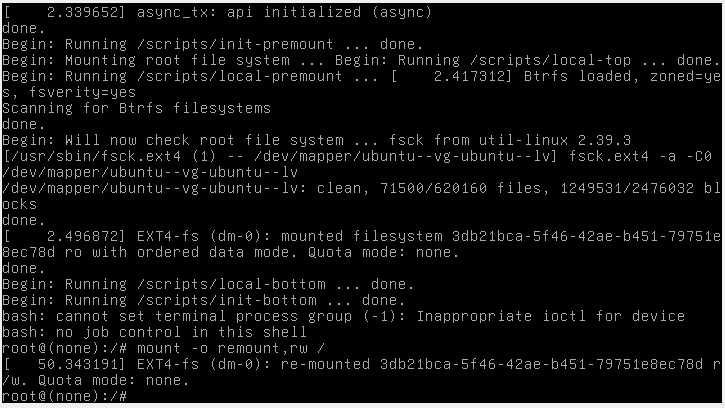 [    2.339652] async_tx: api initialized (async)
done.
Begin: Running /scripts/init-premount ... done.
Begin: Mounting root file system ... Begin: Running /scripts/local-top ... done.
Begin: Running /scripts/local-premount ... [    2.417312] Btrfs loaded, zoned=ye
s, fsverity=yes
Scanning for Btrfs filesystems
done.
Begin: Will now check root file system ... fsck from util-linux 2.39.3
[/usr/sbin/fsck.ext4 (1) -- /dev/mapper/ubuntu--vg-ubuntu--lv] fsck.ext4 -a -C0
/dev/mapper/ubuntu--vg-ubuntu--lv
/dev/mapper/ubuntu--vg-ubuntu--lv: clean, 71500/620160 files, 1249531/2476032 bl
ocks
done.
[    2.496872] EXT4-fs (dm-0): mounted filesystem 3db21bca-5f46-42ae-b451-79751e
8ec78d ro with ordered data mode. Quota mode: none.
done.
Begin: Running /scripts/local-bottom ... done.
Begin: Running /scripts/init-bottom ... done.
bash: cannot set terminal process group (-1): Inappropriate ioctl for device
bash: no job control in this shell
root@(none):/# mount -o remount,rw /
[   50.343191] EXT4-fs (dm-0): re-mounted 3db21bca-5f46-42ae-b451-79751e8ec78d r
/w. Quota mode: none.
root@(none):/#